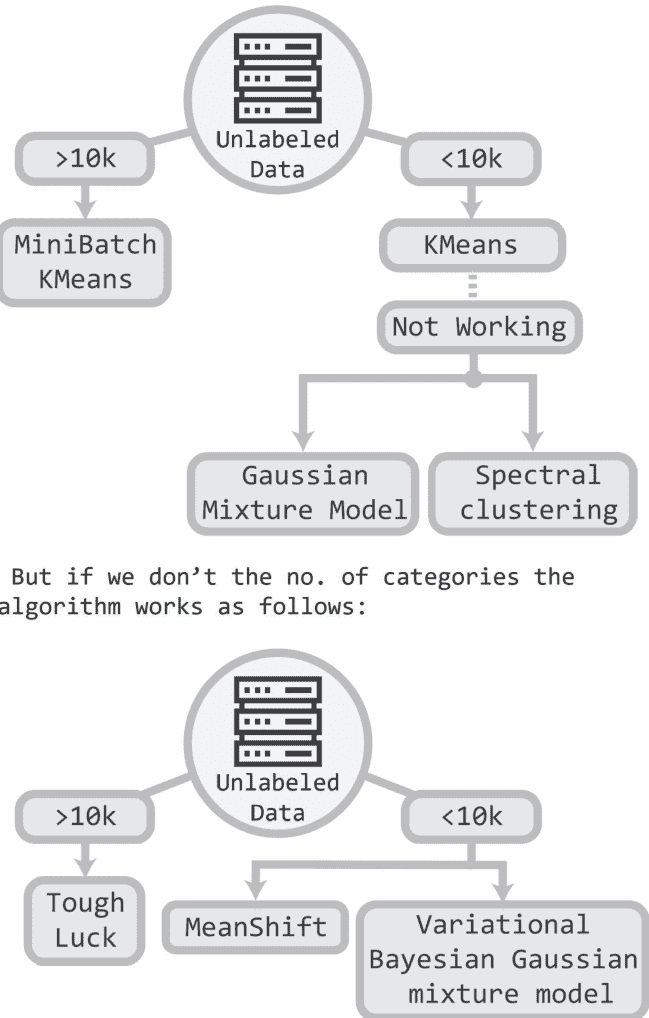 Unlabeled
Data
>10k
<10k
MiniBatch
KMeans
KMeans
Not Working
Gaussian
Mixture Model
Spectral
clustering
But if we don’t the no. of categories the
algorithm works as follows:
Unlabeled
Data
>10k
<10k
Tough
Luck
MeanShift
Variational
Bayesian Gaussian
mixture model